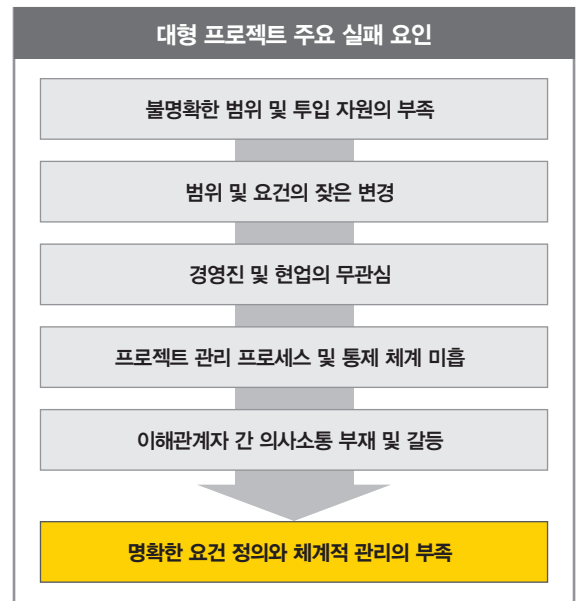 대형 프로젝트 주요 실패 요인
불명확한 범위 및 투입 자원의 부족
범위 및 요건의 잦은 변경
경영진 및 현업의 무관심
프로젝트 관리 프로세스 및 통제 체계 미흡
이해관계자 간 의사소통 부재 및 갈등
명확한 요건 정의와 체계적 관리의 부족